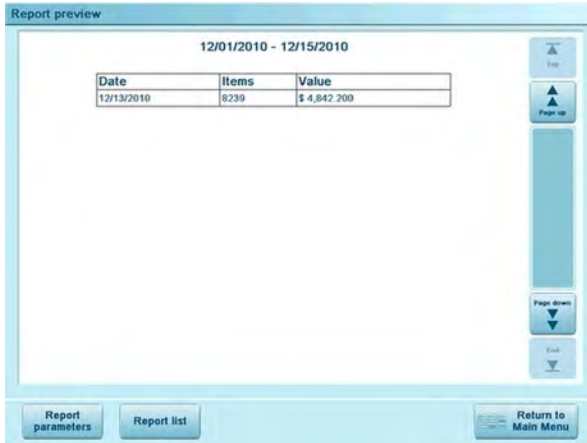 Report preview
12/01/2010 - 12/15/2010
Top
Date Items Value
12/13/2010 8239 $ 4,842.200
Page up
Page down
End
Report parameters
Report list
Return to Main Menu